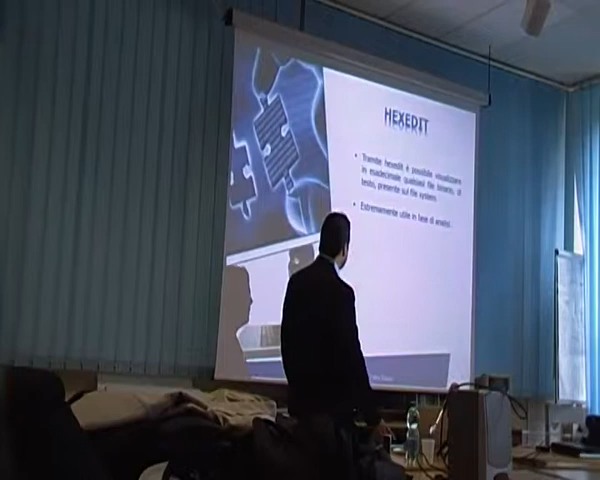 HEXEDIT
• Tramite hexedit è possibile visualizzare
in esadecimale qualsiasi file binario, di
testo, presente sul file system.
• Estremamente utile in fase di analisi.